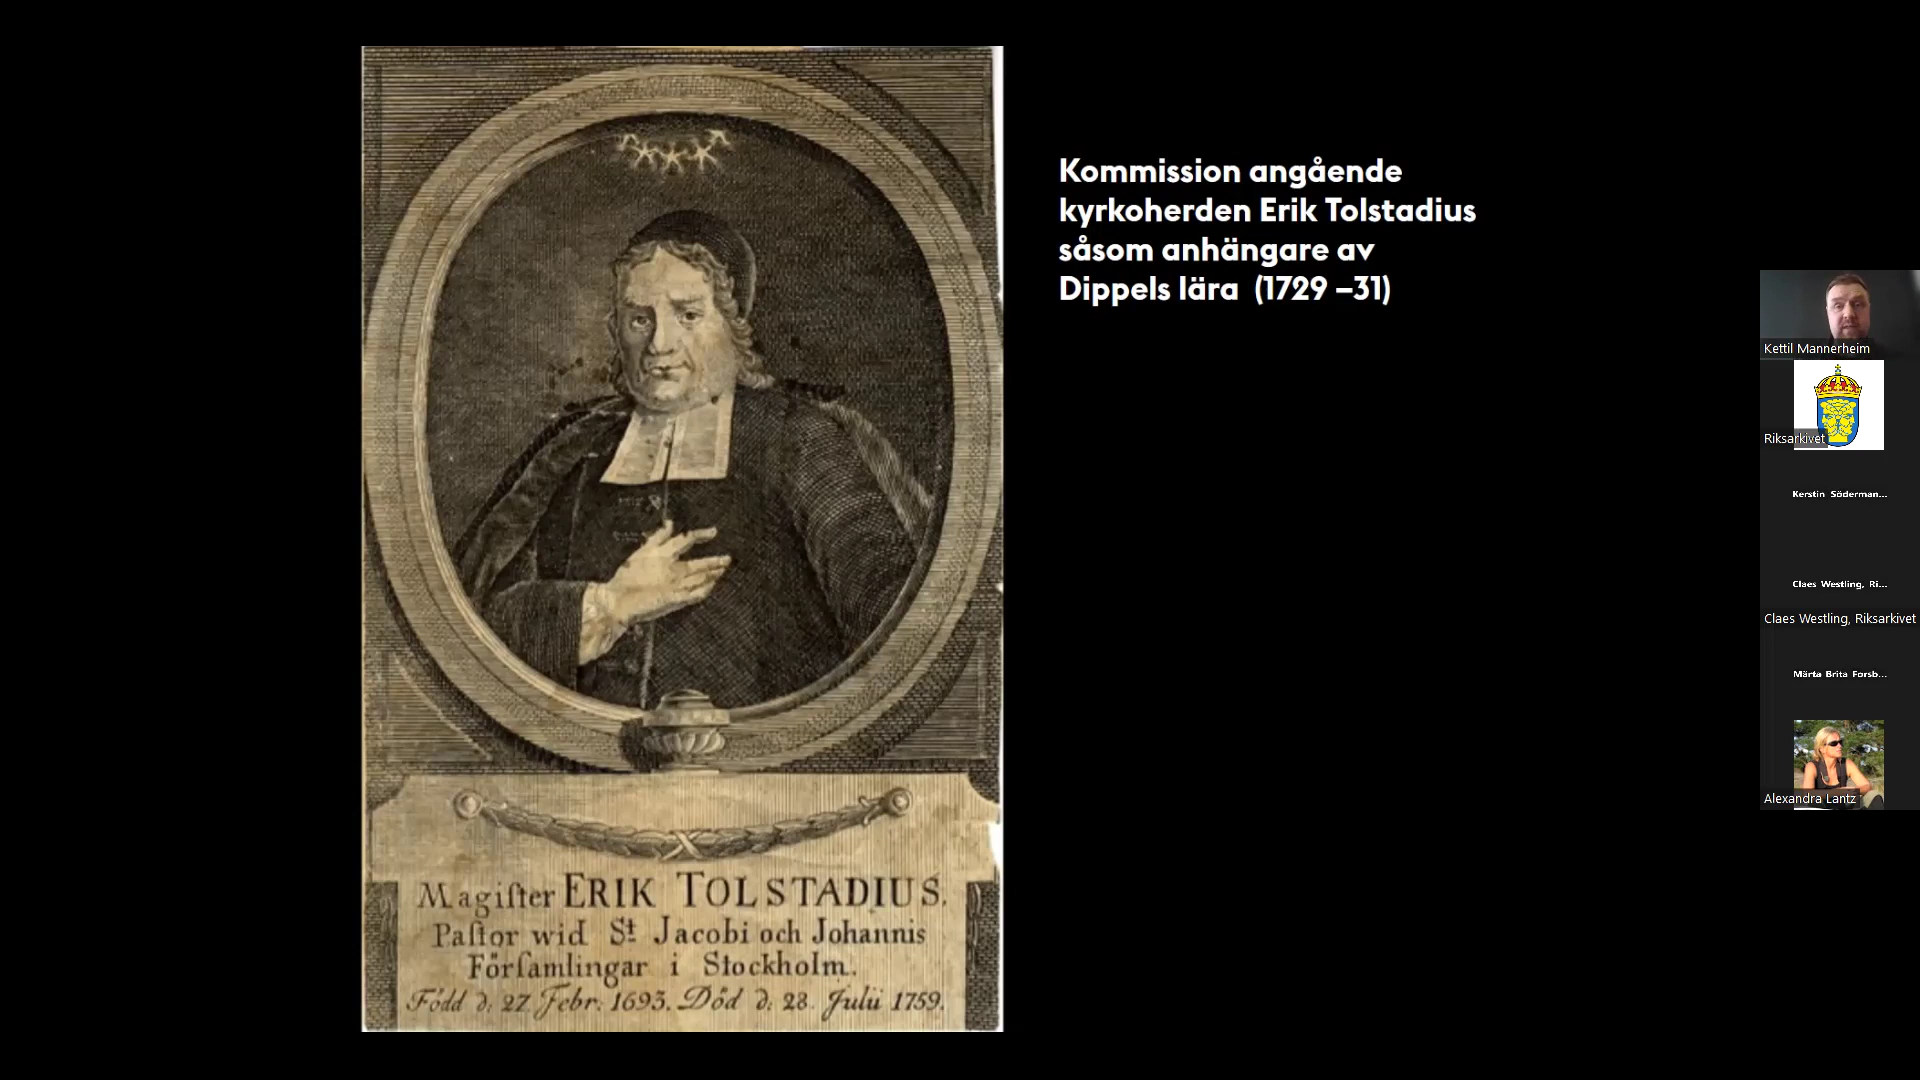 Kommission angående
kyrkoherden Erik Tolstadius
såsom anhängare av
Dippels lära (1729 –31)
Magiſter ERIK TOLSTADIUS.
Paſtor wid St Jacobi och Johannis
Förſamlingar i Stockholm.
Född d: 27 Febr: 1693. Död d: 28. Julii 1759.
Kettil Mannerheim
Riksarkivet
Kerstin Söderman...
Claes Westling, Ri...
Claes Westling, Riksarkivet
Märta Brita Forsb...
Alexandra Lantz